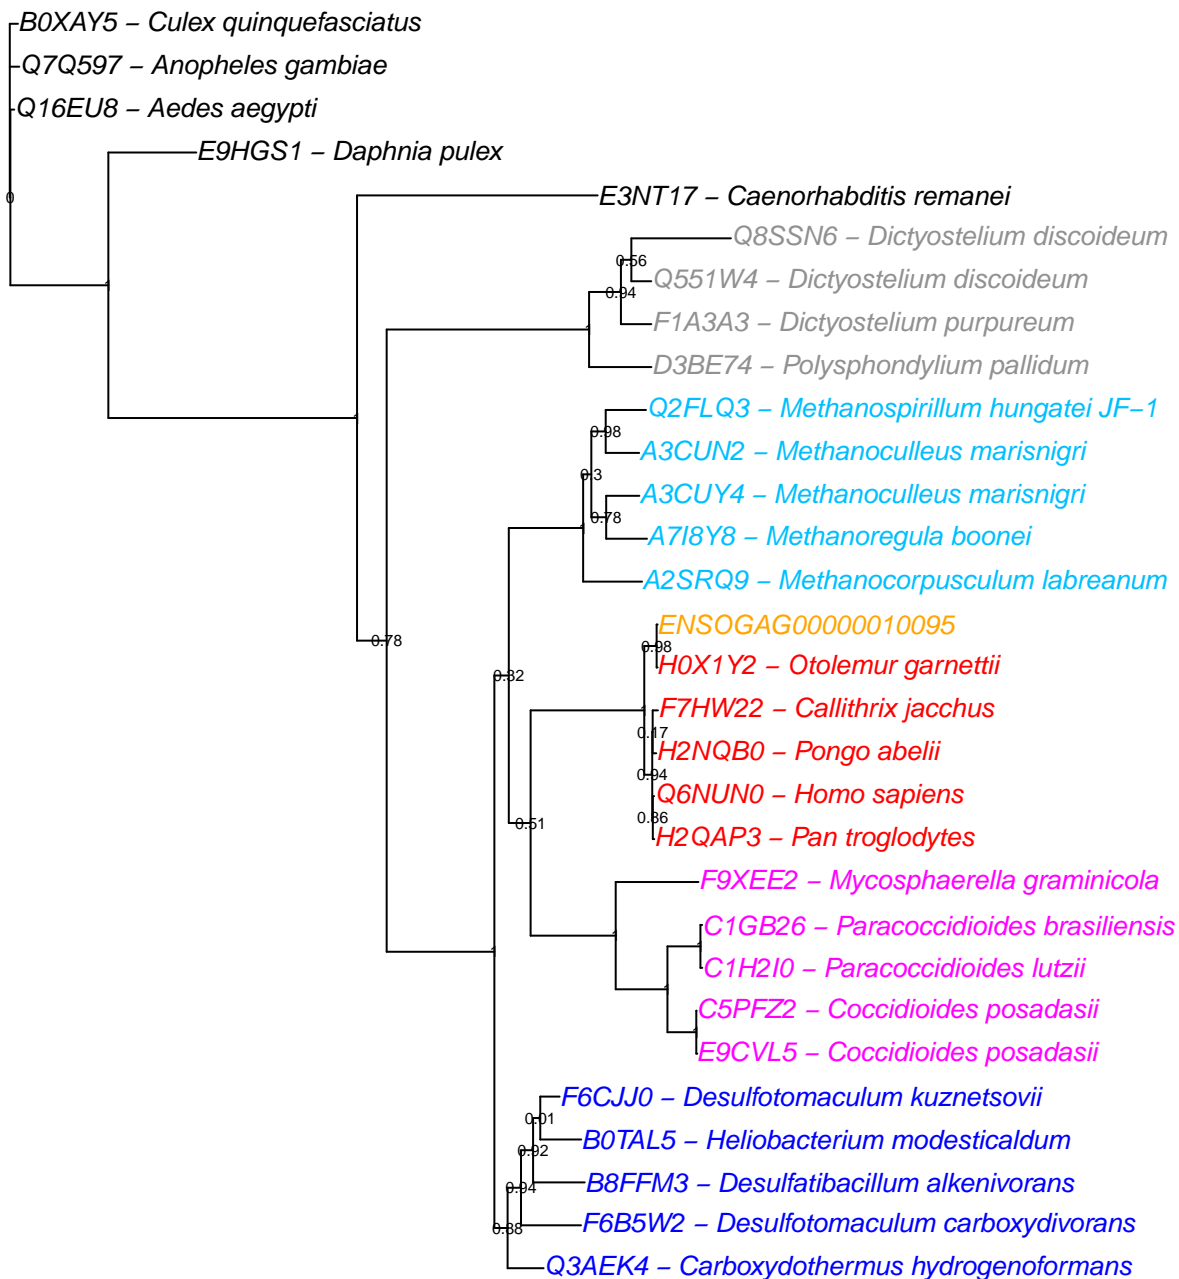 B0XAY5 – Culex quinquefasciatus
Q7Q597 – Anopheles gambiae
Q16EU8 – Aedes aegypti
E9HGS1 – Daphnia pulex
0
E3NT17 – Caenorhabditis remanei
Q8SSN6 – Dictyostelium discoideum
0.56
Q551W4 – Dictyostelium discoideum
0.94
F1A3A3 – Dictyostelium purpureum
D3BE74 – Polysphondylium pallidum
Q2FLQ3 – Methanospirillum hungatei JF–1
0.98
A3CUN2 – Methanoculleus marisnigri
0.3
A3CUY4 – Methanoculleus marisnigri
0.78
A7I8Y8 – Methanoregula boonei
A2SRQ9 – Methanocorpusculum labreanum
ENSOGAG00000010095
0.78
0.98
H0X1Y2 – Otolemur garnettii
0.32
F7HW22 – Callithrix jacchus
0.17
H2NQB0 – Pongo abelii
0.94
Q6NUN0 – Homo sapiens
0.86
0.51
H2QAP3 – Pan troglodytes
F9XEE2 – Mycosphaerella graminicola
C1GB26 – Paracoccidioides brasiliensis
C1H2I0 – Paracoccidioides lutzii
C5PFZ2 – Coccidioides posadasii
E9CVL5 – Coccidioides posadasii
F6CJJ0 – Desulfotomaculum kuznetsovii
0.01
B0TAL5 – Heliobacterium modesticaldum
0.92
B8FFM3 – Desulfatibacillum alkenivorans
0.94
F6B5W2 – Desulfotomaculum carboxydivorans
Q3AEK4 – Carboxydothermus hydrogenoformans